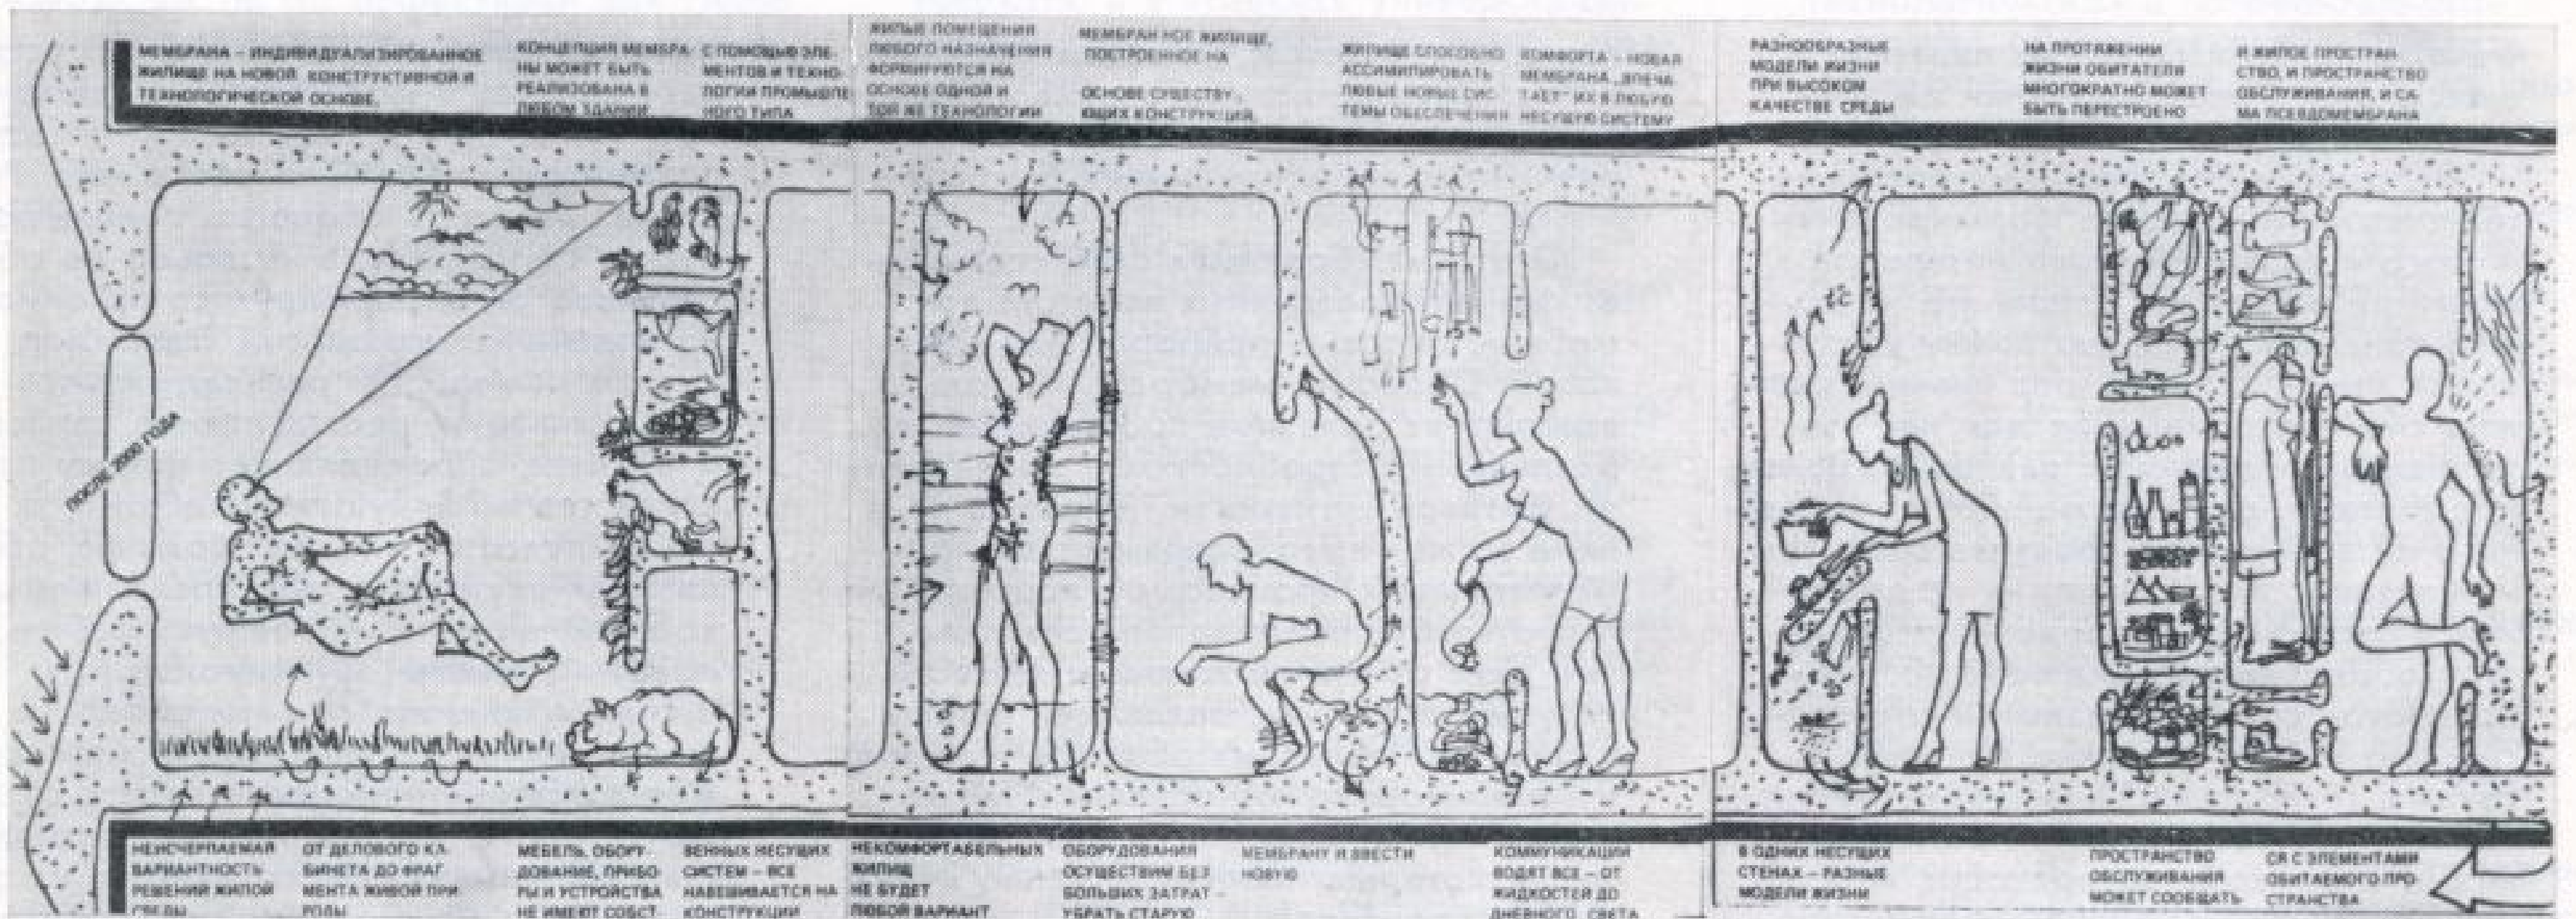 МЕМБРАНА – ИНДИВИДУАЛИЗИРОВАННОЕ
ЖИЛИЩЕ НА НОВОЙ КОНСТРУКТИВНОЙ И
ТЕХНОЛОГИЧЕСКОЙ ОСНОВЕ.
КОНЦЕПЦИЯ МЕМБРА-
НЫ МОЖЕТ БЫТЬ
РЕАЛИЗОВАНА В
ЛЮБОМ ЗДАНИИ
С ПОМОЩЬЮ ЭЛЕ-
МЕНТОВ И ТЕХНО-
ЛОГИИ ПРОМЫШЛЕ
НОГО ТИПА
ЖИЛЫЕ ПОМЕЩЕНИЯ
ЛЮБОГО НАЗНАЧЕНИЯ
ФОРМИРУЮТСЯ НА
ОСНОВЕ ОДНОЙ И
ТОЙ ЖЕ ТЕХНОЛОГИИ
МЕМБРАН НОЕ ЖИЛИЩЕ,
ПОСТРОЕННОЕ НА
ОСНОВЕ СУЩЕСТВУ-
ЮЩИХ КОНСТРУКЦИЙ,
ЖИЛИЩЕ СПОСОБНО
АССИМИЛИРОВАТЬ
ЛЮБЫЕ НОВЫЕ СИС-
ТЕМЫ ОБЕСПЕЧЕНИЯ
КОМФОРТА – НОВАЯ
МЕМБРАНА „ВПЕЧА
ТАЕТ" ИХ В ЛЮБУЮ
НЕСУЩУЮ СИСТЕМУ
РАЗНООБРАЗНЫЕ
МОДЕЛИ ЖИЗНИ
ПРИ ВЫСОКОМ
КАЧЕСТВЕ СРЕДЫ
НА ПРОТЯЖЕНИИ
ЖИЗНИ ОБИТАТЕЛЯ
МНОГОКРАТНО МОЖЕТ
БЫТЬ ПЕРЕСТРОЕНО
И ЖИЛОЕ ПРОСТРАН-
СТВО, И ПРОСТРАНСТВО
ОБСЛУЖИВАНИЯ, И СА-
МА ПСЕВДОМЕМБРАНА
ПОСЛЕ 2000 ГОДА
НЕИСЧЕРПАЕМАЯ
ВАРИАНТНОСТЬ
РЕШЕНИЙ ЖИЛОЙ
СРЕДЫ
ОТ ДЕЛОВОГО КА-
БИНЕТА ДО ФРАГ
МЕНТА ЖИВОЙ ПРИ
РОДЫ
МЕБЕЛЬ, ОБОРУ-
ДОВАНИЕ, ПРИБО-
РЫ И УСТРОЙСТВА
НЕ ИМЕЮТ СОБСТ-
ВЕННЫХ НЕСУЩИХ
СИСТЕМ – ВСЕ
НАВЕШИВАЕТСЯ НА
КОНСТРУКЦИИ
НЕКОМФОРТАБЕЛЬНЫХ
ЖИЛИЩ
НЕ БУДЕТ
ЛЮБОЙ ВАРИАНТ
ОБОРУДОВАНИЯ
ОСУЩЕСТВИМ БЕЗ
БОЛЬШИХ ЗАТРАТ –
УБРАТЬ СТАРУЮ
МЕМБРАНУ И ВВЕСТИ
НОВУЮ
КОММУНИКАЦИИ
ВОДЯТ ВСЕ – ОТ
ЖИДКОСТЕЙ ДО
ДНЕВНОГО СВЕТА
В ОДНИХ НЕСУЩИХ
СТЕНАХ – РАЗНЫЕ
МОДЕЛИ ЖИЗНИ
ПРОСТРАНСТВО
ОБСЛУЖИВАНИЯ
МОЖЕТ СООБЩАТЬ-
СЯ С ЭЛЕМЕНТАМИ
ОБИТАЕМОГО ПРО-
СТРАНСТВА